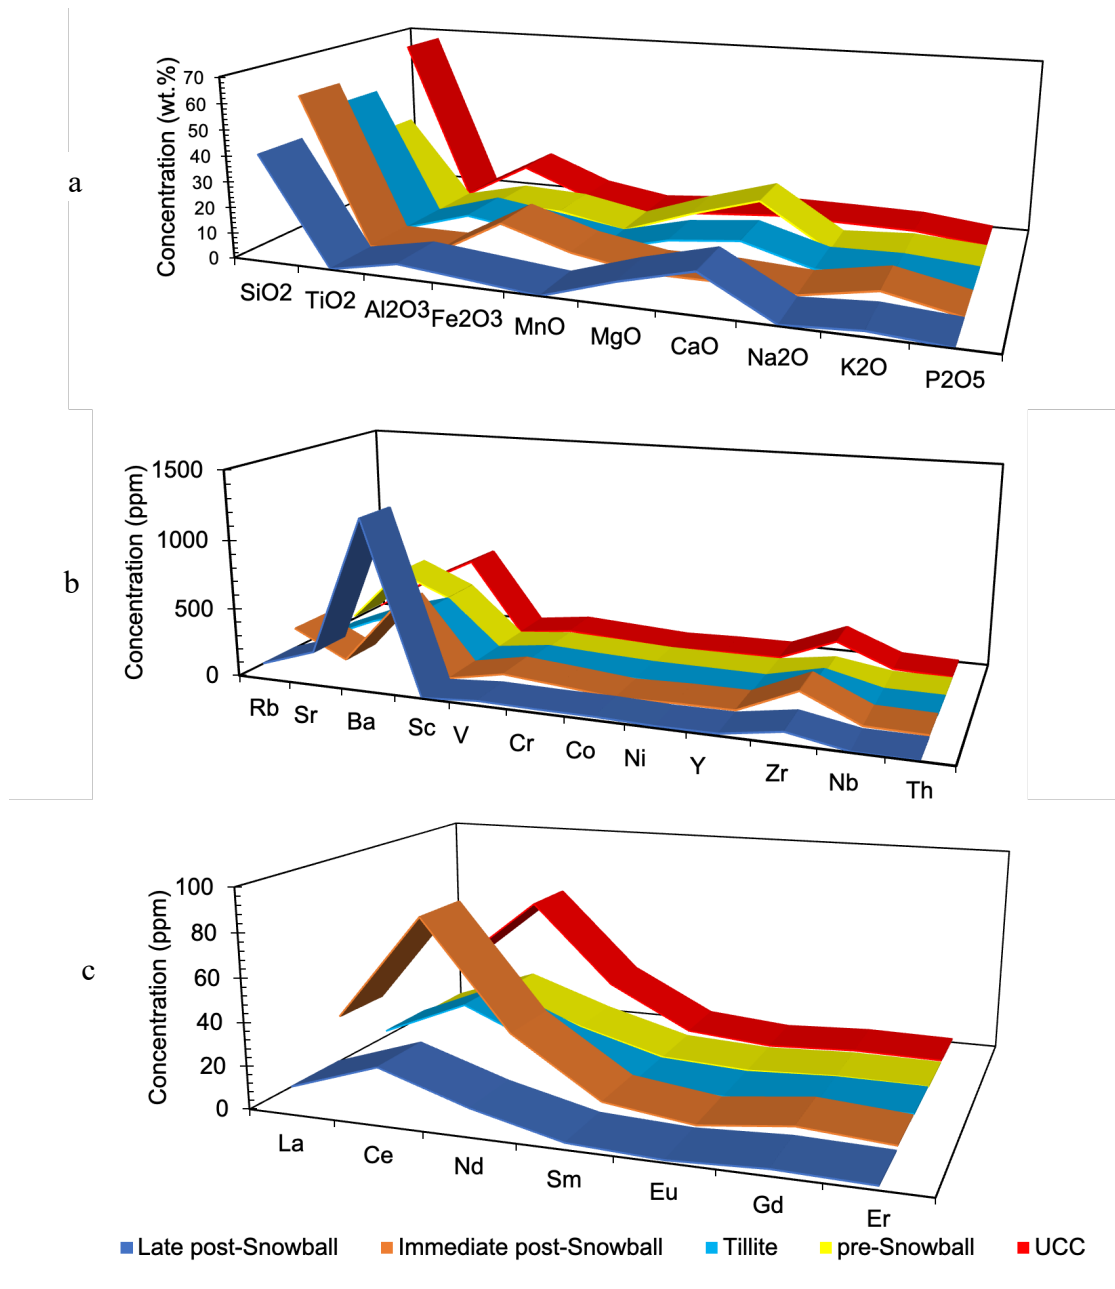 a
Concentration (wt.%)
70
60
50
40
30
20
10
0
SiO2 TiO2 Al2O3 Fe2O3 MnO MgO CaO Na2O K2O P2O5
b
Concentration (ppm)
1500
1000
500
0
Rb Sr Ba Sc V Cr Co Ni Y Zr Nb Th
c
Concentration (ppm)
100
80
60
40
20
0
La Ce Nd Sm Eu Gd Er
Late post-Snowball Immediate post-Snowball Tillite pre-Snowball UCC